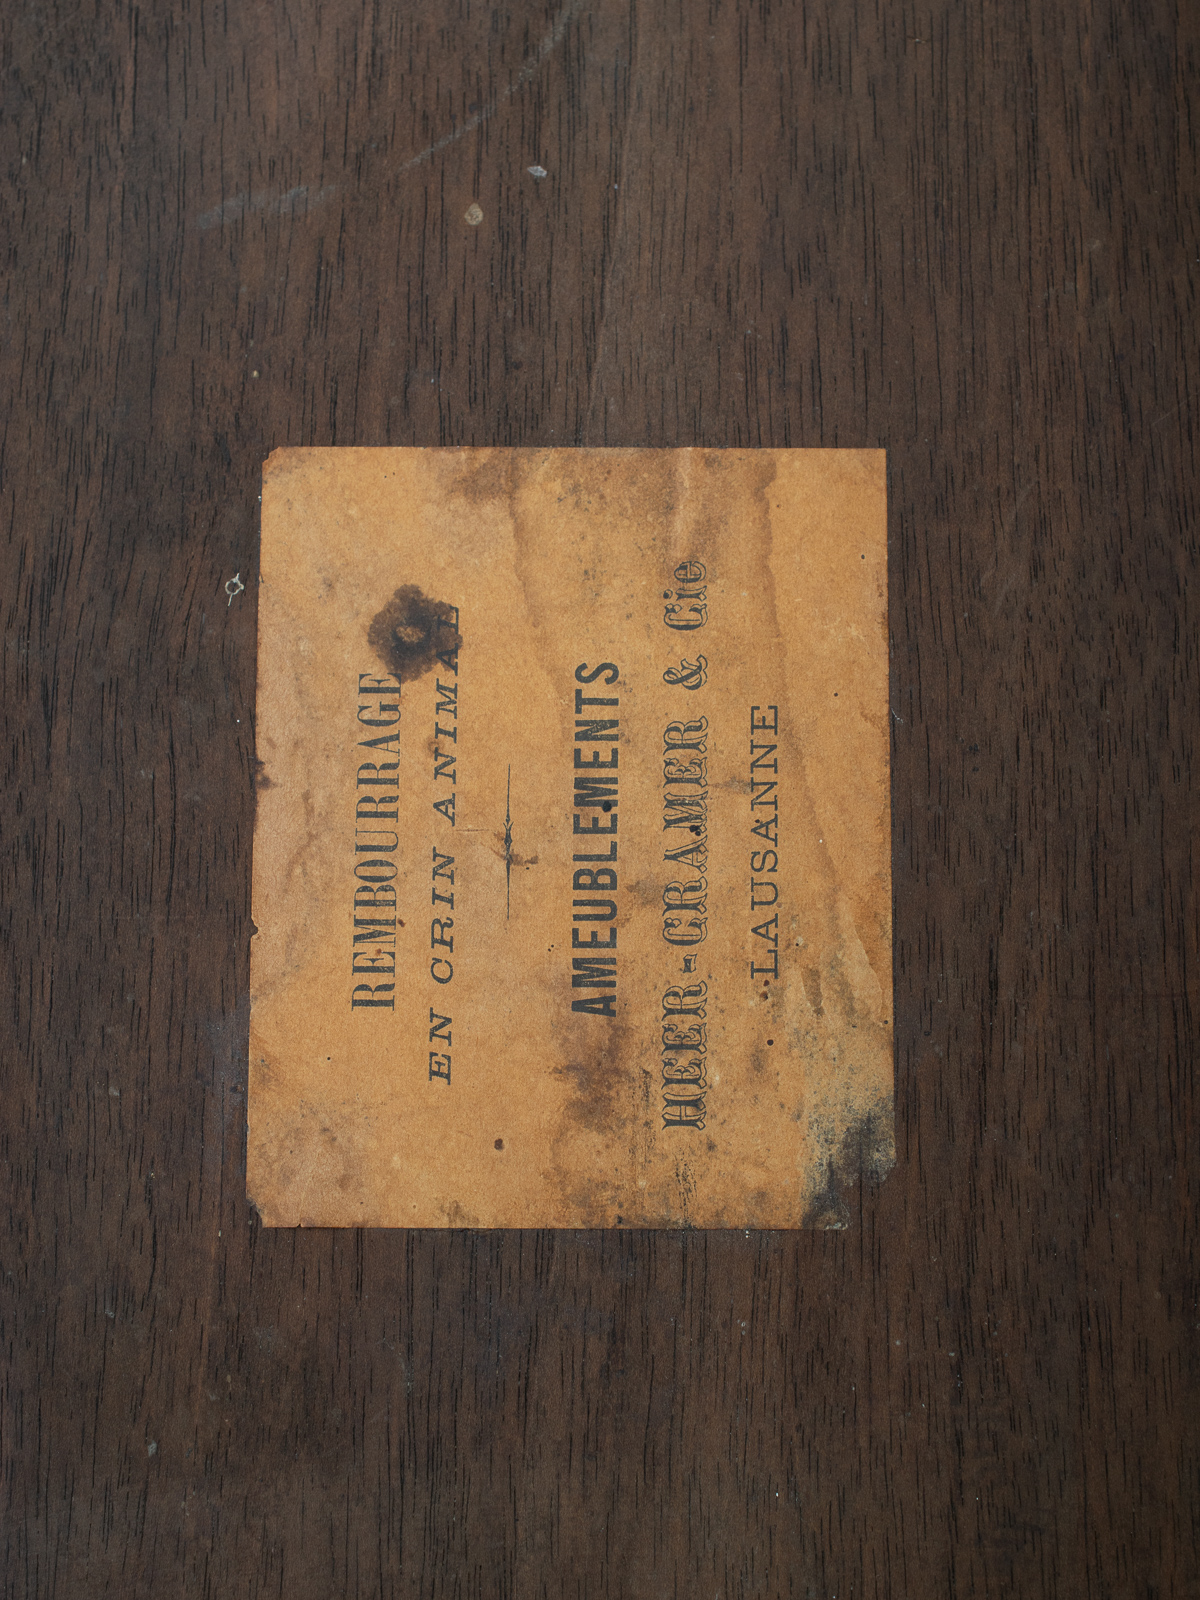 REMBOURRAGE
EN CRIN ANIMAL
AMEUBLEMENTS
HEER-CRAMER & Cie
LAUSANNE